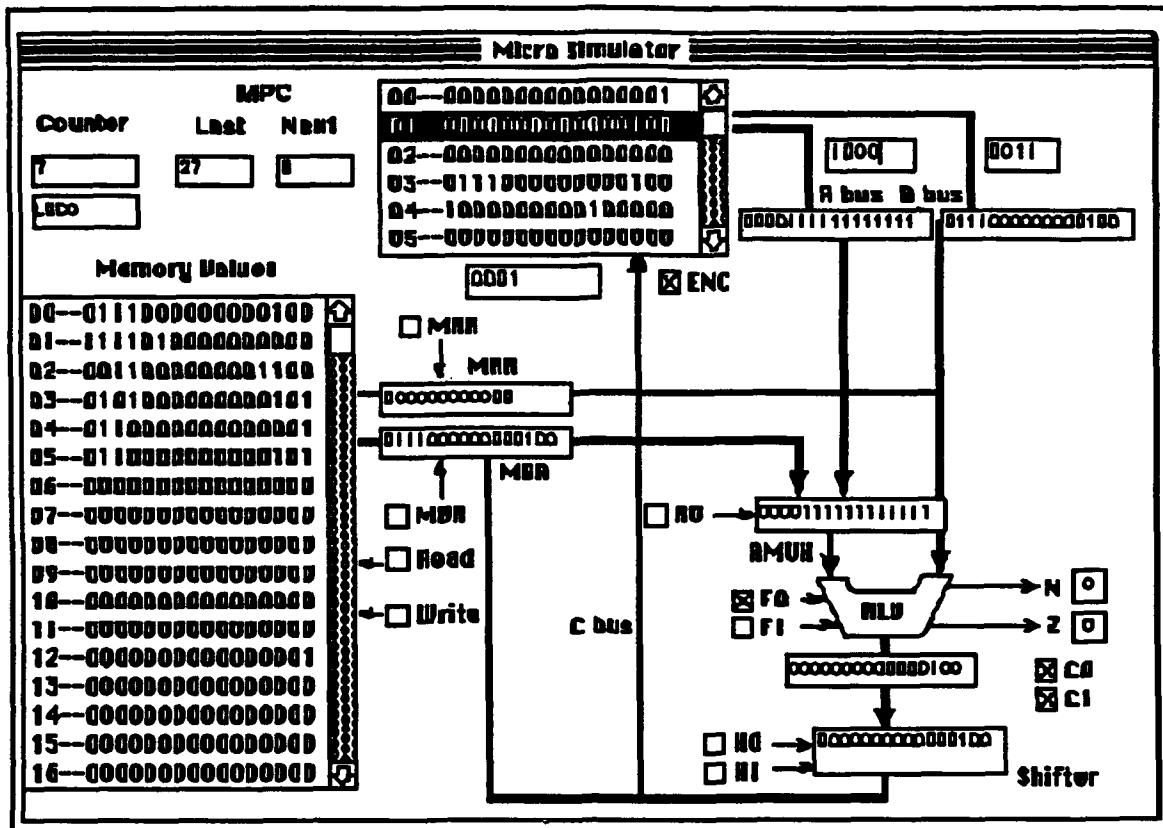 Micro Simulator
MPC
Counter Last Next
7 27
Loco
00--0000000000000001
02--0000000000000000
03--0111000000000100
04--1000000000100000
05--0000000000000000
0001
ENC
1000
0011
A bus B bus
0000111111111111
0111000000000100
Memory Values
00--0111000000000100
01--1111010000000000
02--0011000000001100
03--0101000000000101
04--0110000000000001
05--0110000000000101
06--0000000000000000
07--0000000000000000
08--0000000000000000
09--0000000000000000
10--0000000000000000
11--0000000000000000
12--0000000000000001
13--0000000000000000
14--0000000000000000
15--0000000000000000
16--0000000000000000
MAR
MAR
0111000000000100
MBR
MBR
Read
Write
C bus
A0
0000111111111111
AMUX
F0
F1
ALU
N 0
Z 0
0000000000000100
C0
C1
H0
H1
0000000000000100
Shifter